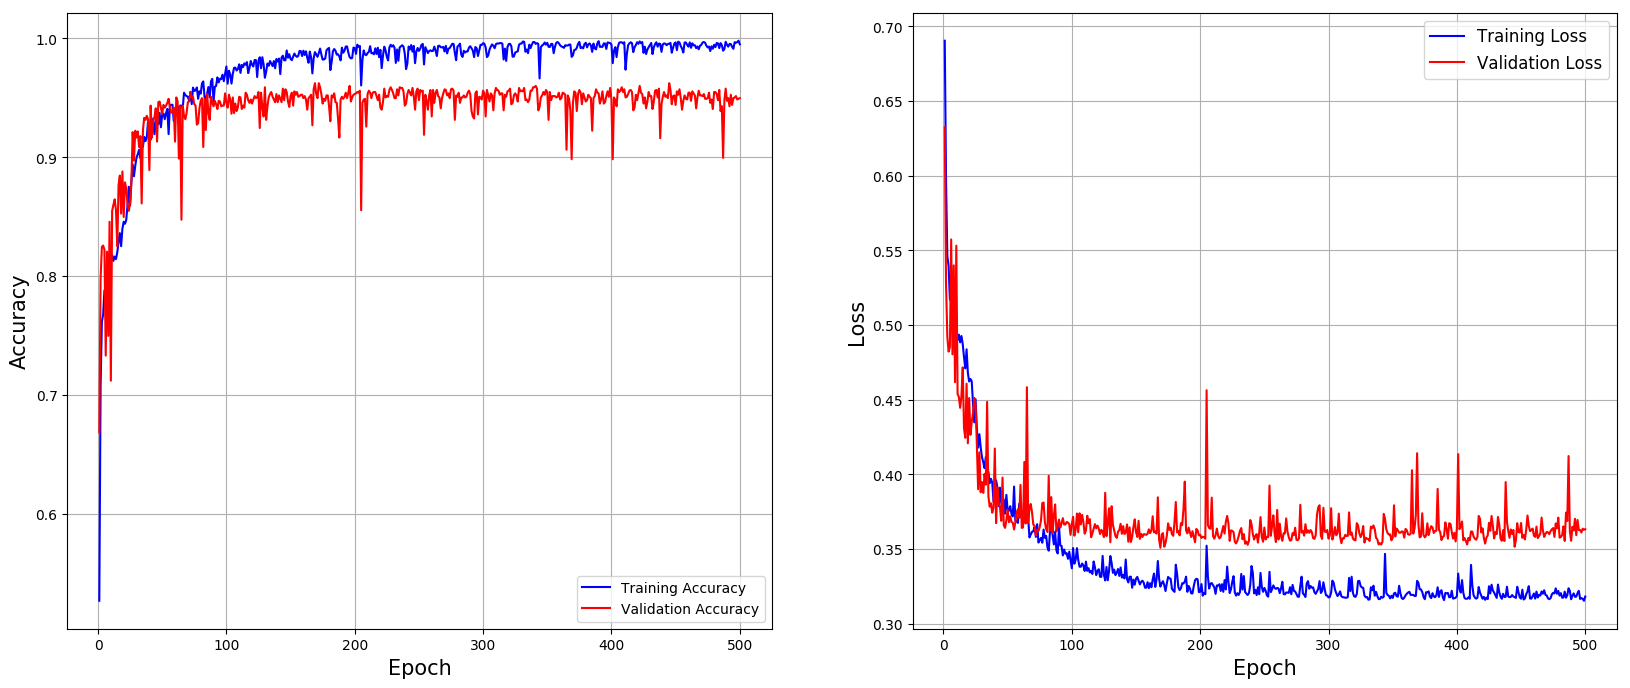 1.0
0.9
0.8
0.7
0.6
Accuracy
0 100 200 300 400 500
Epoch
Training Accuracy
Validation Accuracy
0.70
0.65
0.60
0.55
0.50
0.45
0.40
0.35
0.30
Loss
0 100 200 300 400 500
Epoch
Training Loss
Validation Loss